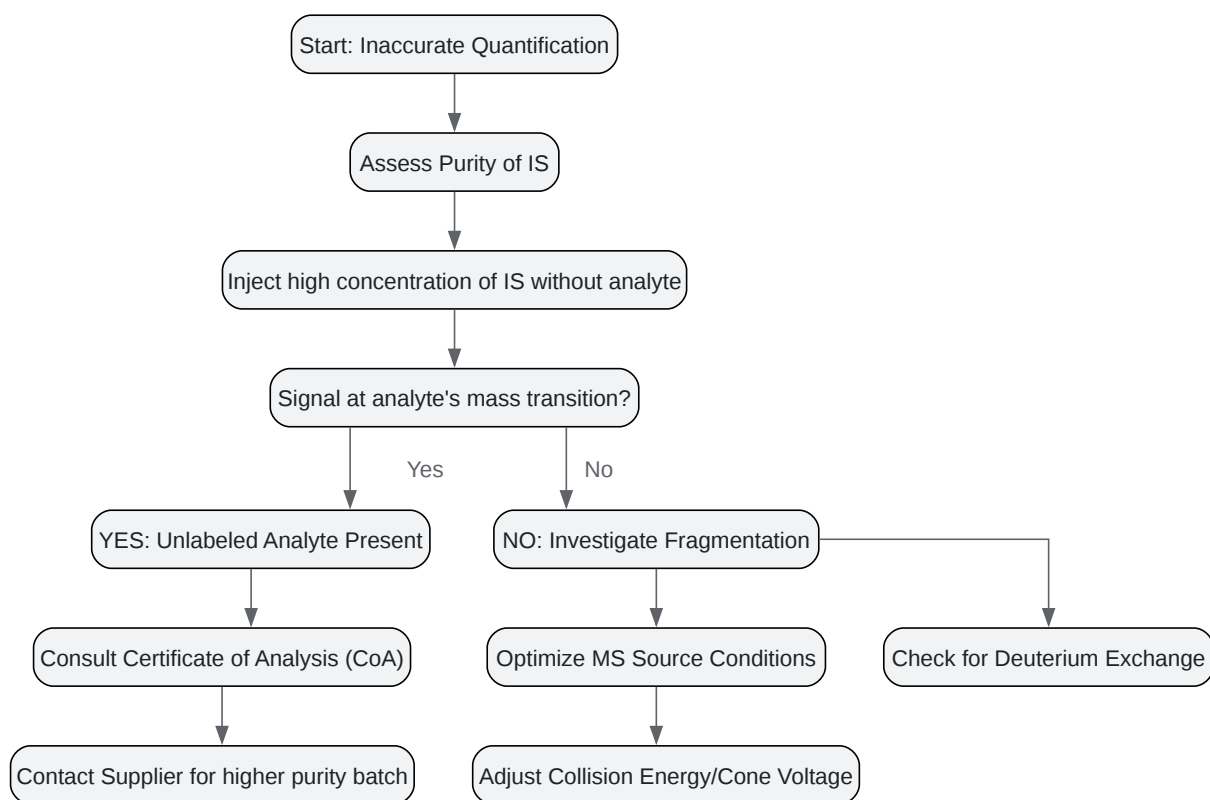 Start: Inaccurate Quantification
Assess Purity of IS
Inject high concentration of IS without analyte
Signal at analyte's mass transition?
Yes
No
YES: Unlabeled Analyte Present
NO: Investigate Fragmentation
Consult Certificate of Analysis (CoA)
Optimize MS Source Conditions
Check for Deuterium Exchange
Contact Supplier for higher purity batch
Adjust Collision Energy/Cone Voltage